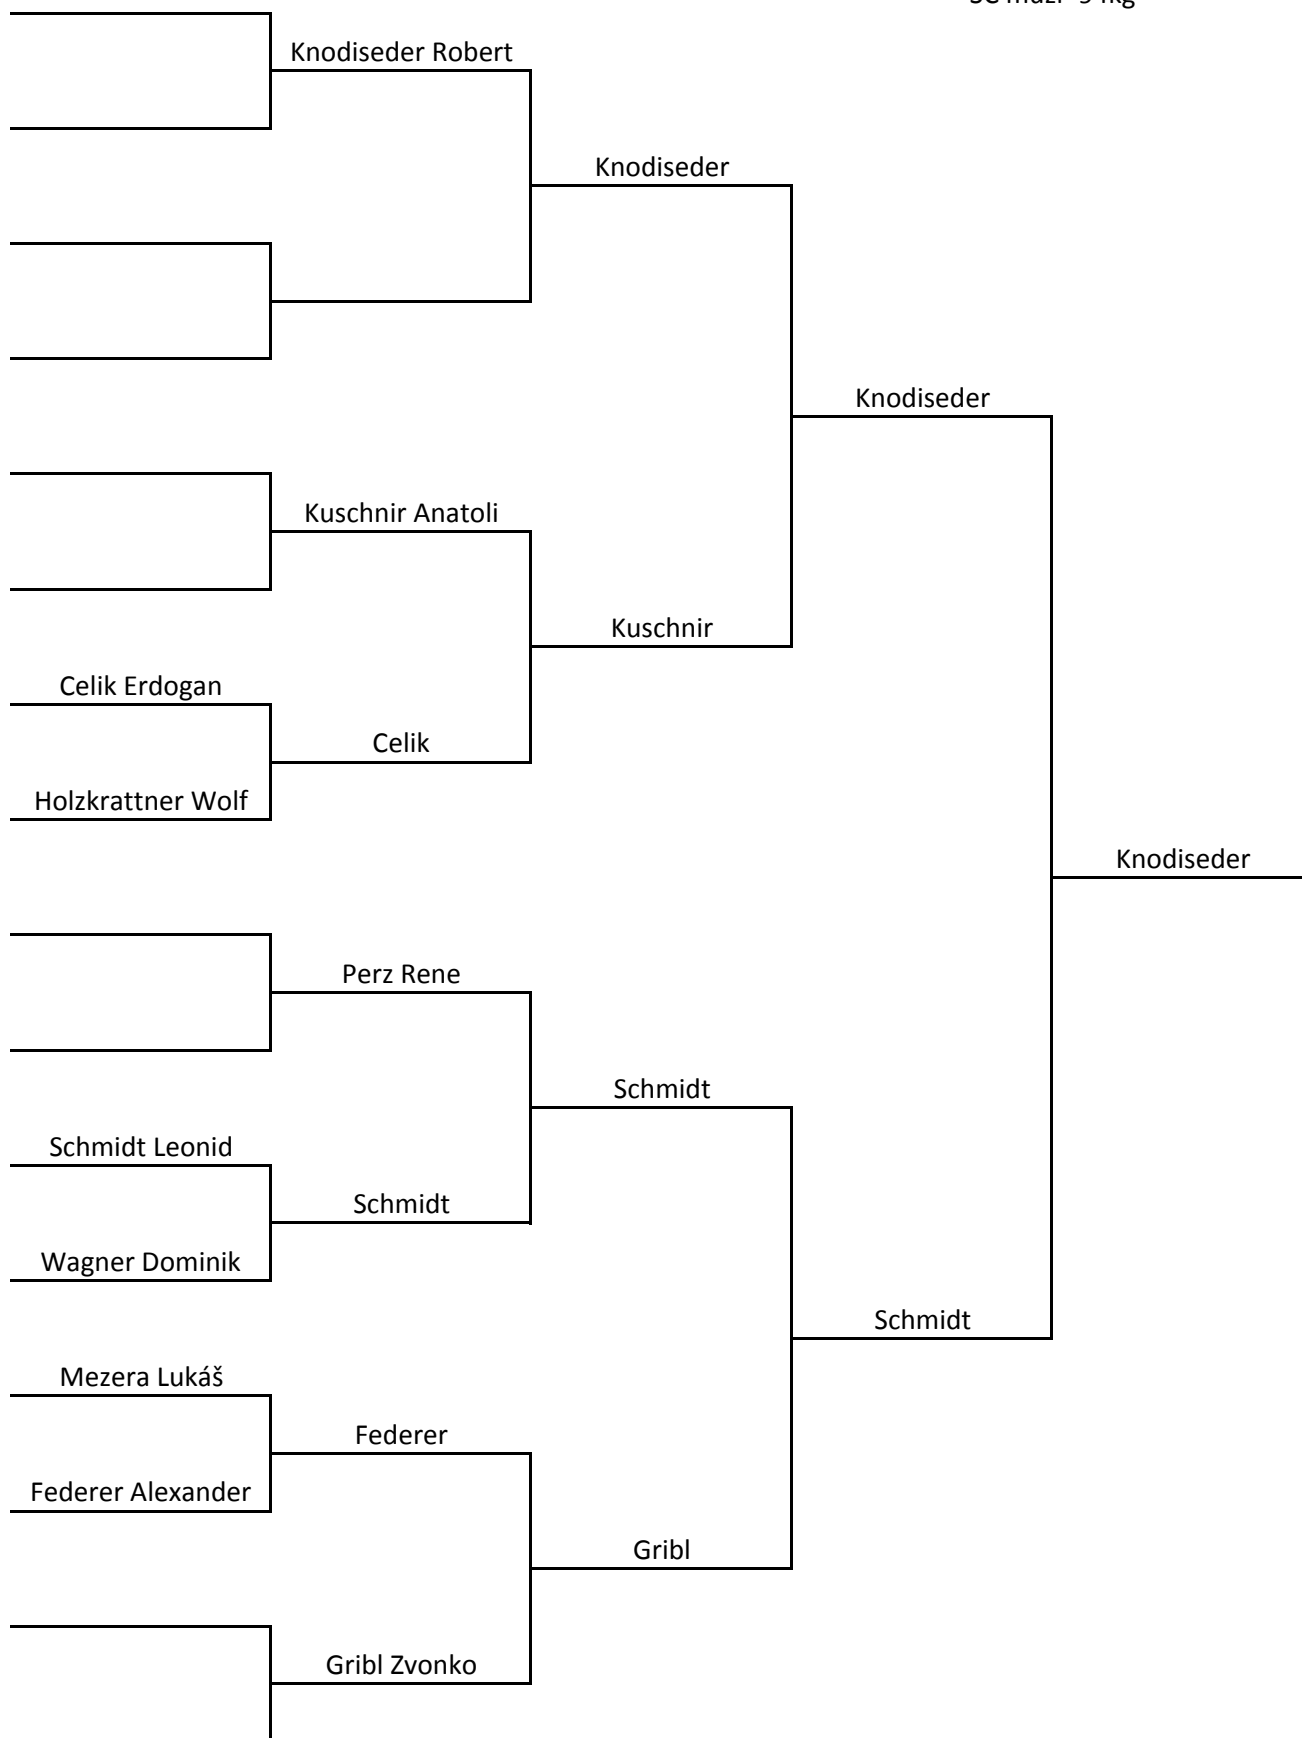 Knodiseder Robert
Knodiseder
Knodiseder
Kuschnir Anatoli
Kuschnir
Celik Erdogan
Celik
Holzkrattner Wolf
Knodiseder
Perz Rene
Schmidt
Schmidt Leonid
Schmidt
Wagner Dominik
Schmidt
Mezera Lukáš
Federer
Federer Alexander
Gribl
Gribl Zvonko